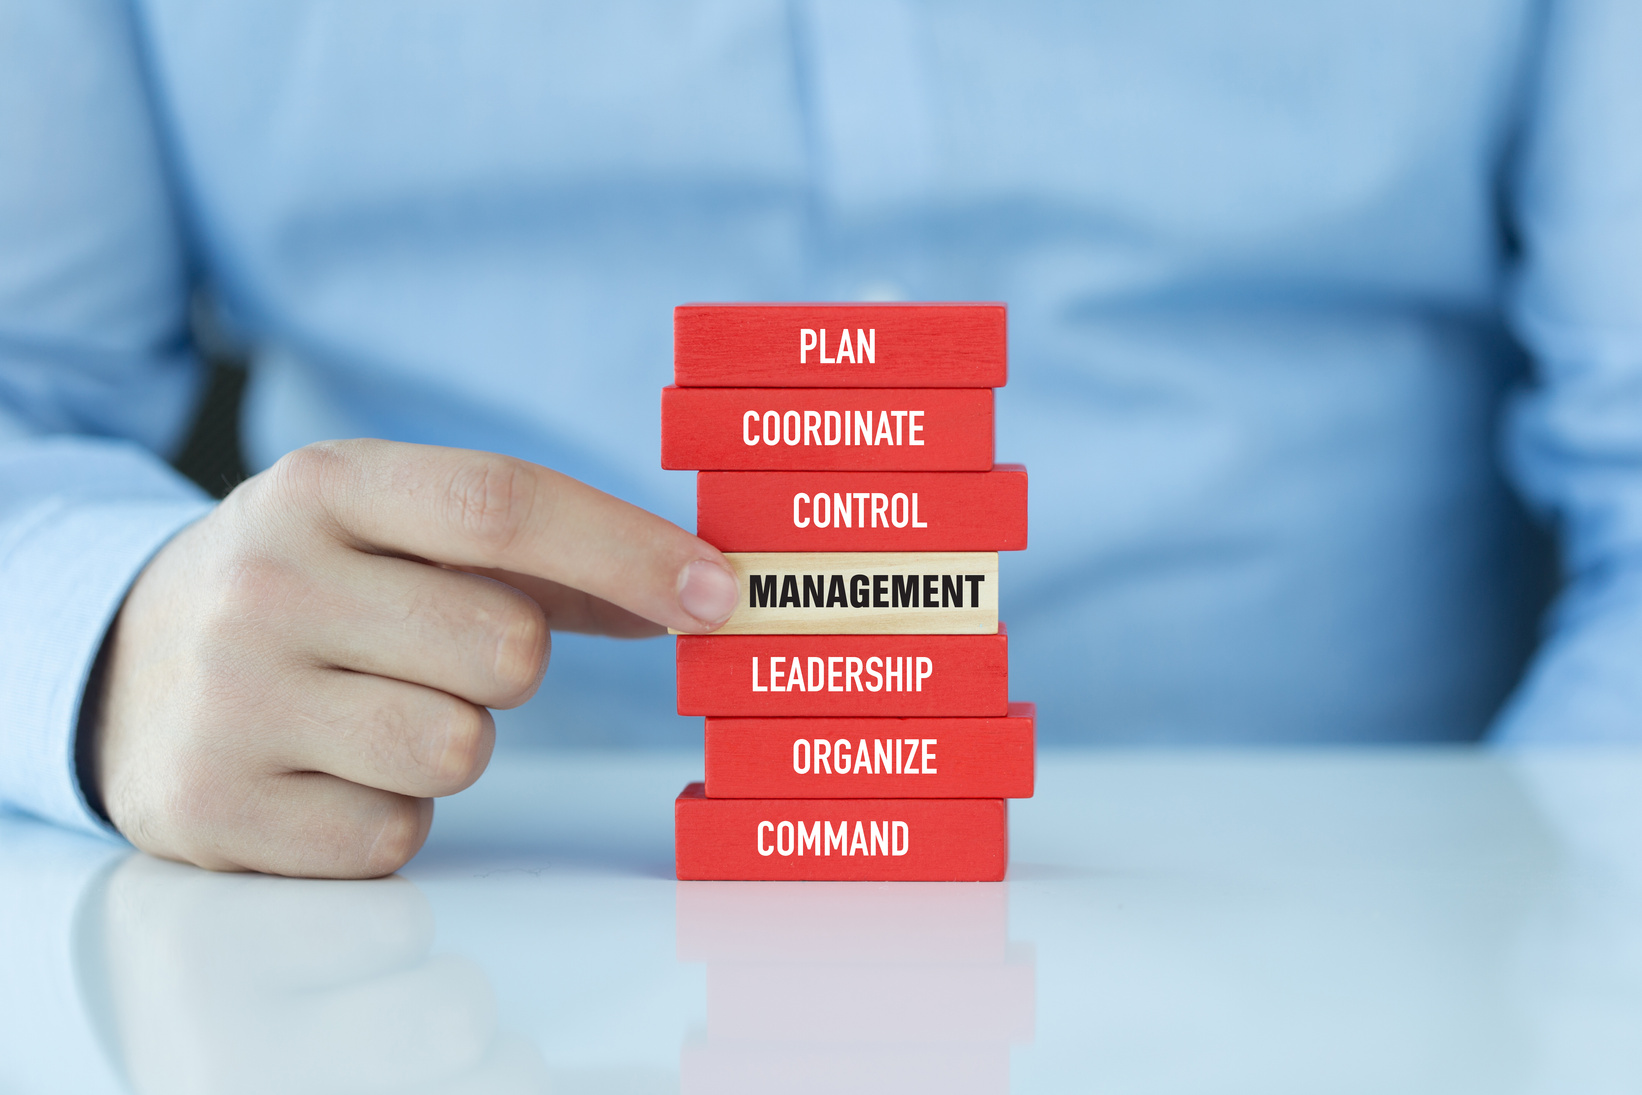 PLAN
COORDINATE
CONTROL
MANAGEMENT
LEADERSHIP
ORGANIZE
COMMAND